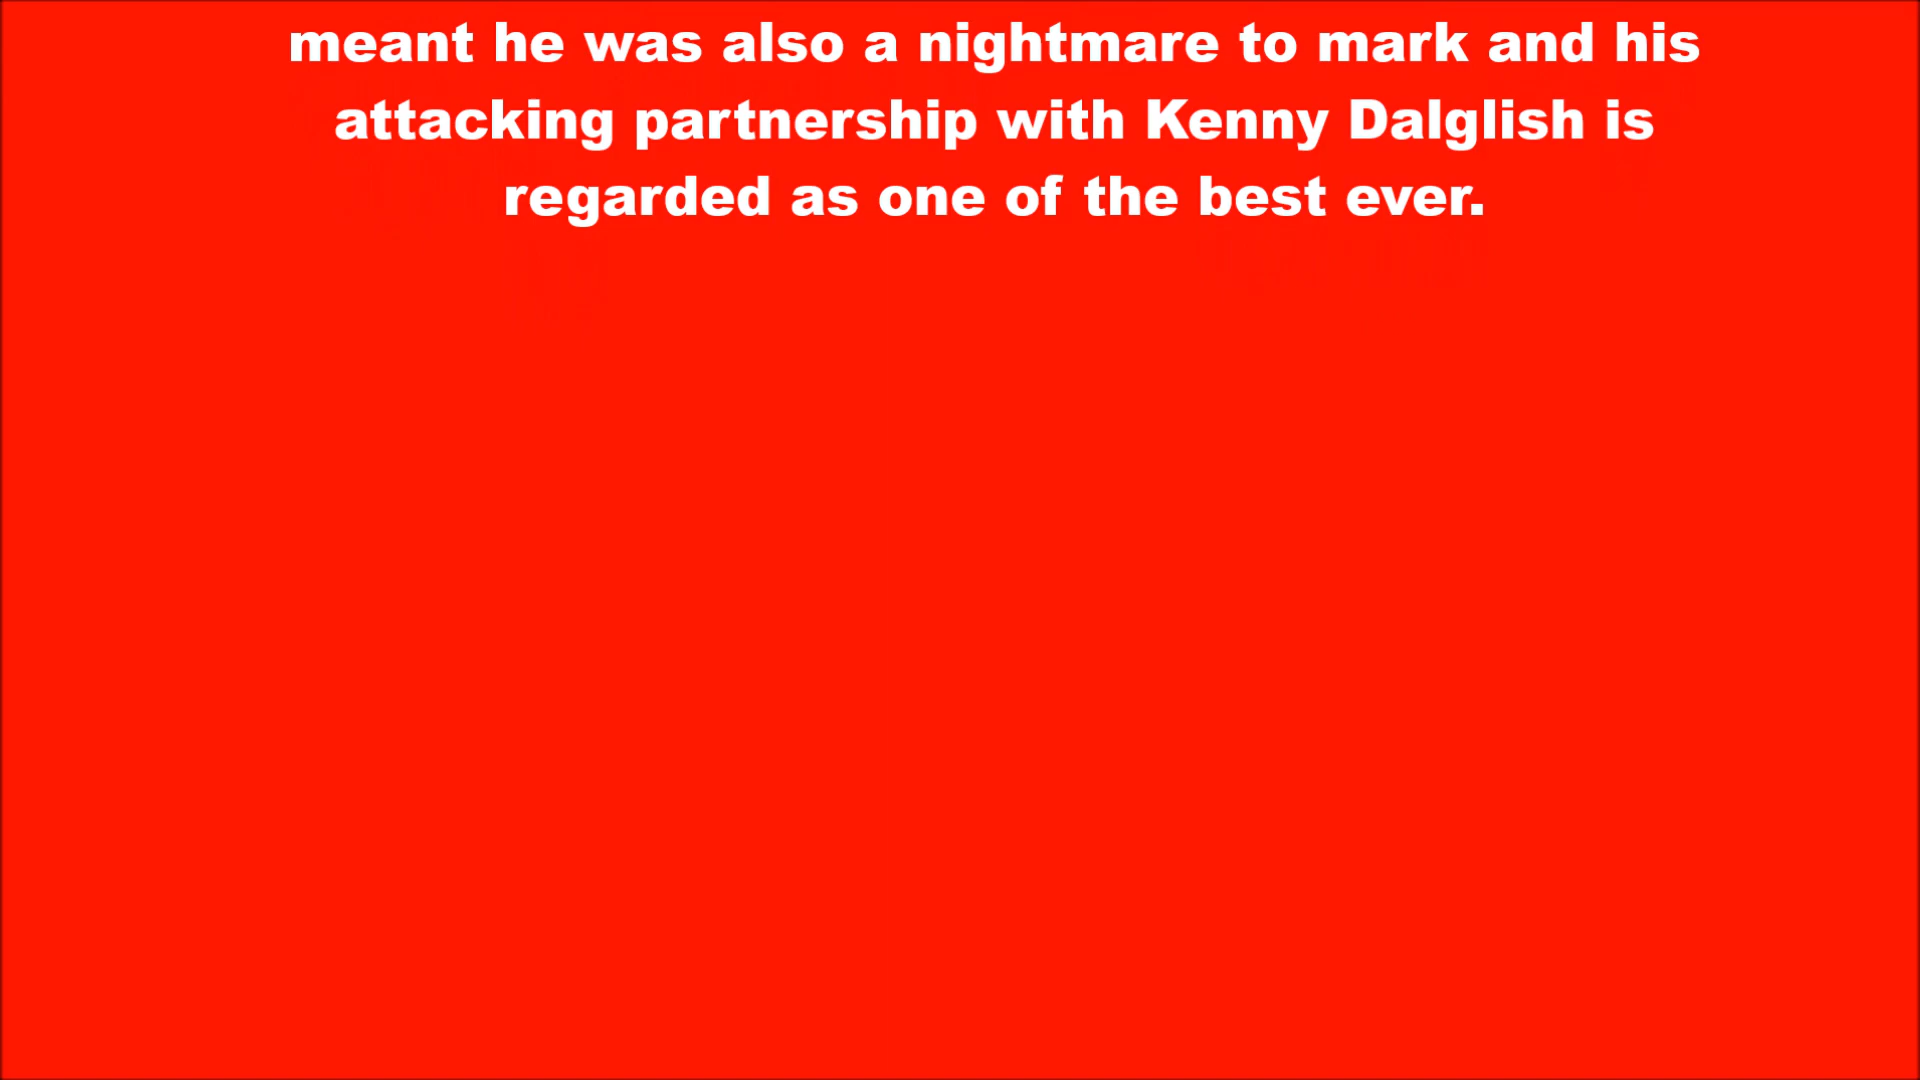 meant he was also a nightmare to mark and his
attacking partnership with Kenny Dalglish is
regarded as one of the best ever.